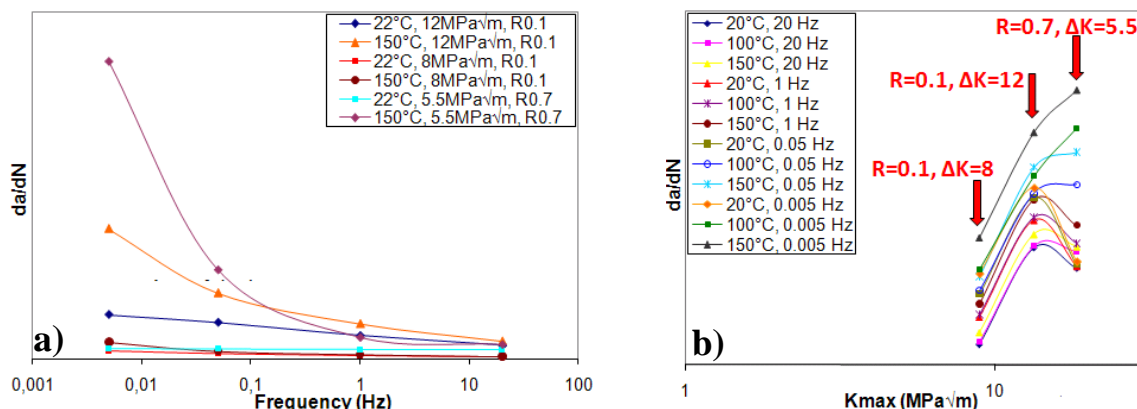 22°C, 12MPa√m, R0.1
150°C, 12MPa√m, R0.1
22°C, 8MPa√m, R0.1
150°C, 8MPa√m, R0.1
22°C, 5.5MPa√m, R0.7
150°C, 5.5MPa√m, R0.7
da/dN
a)
0,001
0,01
0,1
1
10
100
Frequency (Hz)
20°C, 20 Hz
100°C, 20 Hz
150°C, 20 Hz
20°C, 1 Hz
100°C, 1 Hz
150°C, 1 Hz
20°C, 0.05 Hz
100°C, 0.05 Hz
150°C, 0.05 Hz
20°C, 0.005 Hz
100°C, 0.005 Hz
150°C, 0.005 Hz
R=0.7, ΔK=5.5
R=0.1, ΔK=12
R=0.1, ΔK=8
da/dN
b)
1
10
Kmax (MPa√m)